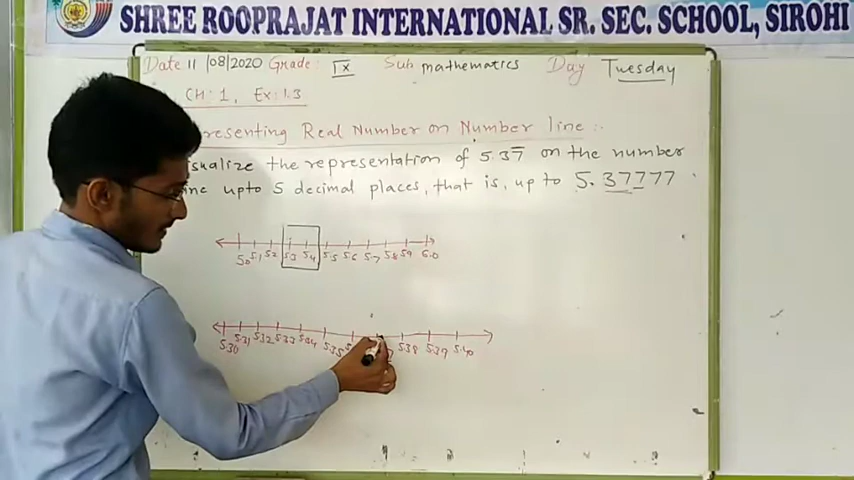 SHREE ROOPRAJAT INTERNATIONAL SR. SEC. SCHOOL, SIROHI
Date 11/08/2020 Grade: IX Sub mathematics Day Tuesday
CH: 1, Ex: 1.3
presenting Real Number on Number line :-
sualize the representation of 5.37̅ on the number
ine upto 5 decimal places, that is, up to 5.37777
5.0 5.1 5.2 5.3 5.4 5.5 5.6 5.7 5.8 5.9 6.0
5.30 5.31 5.32 5.33 5.34 5.35 5.38 5.39 5.40